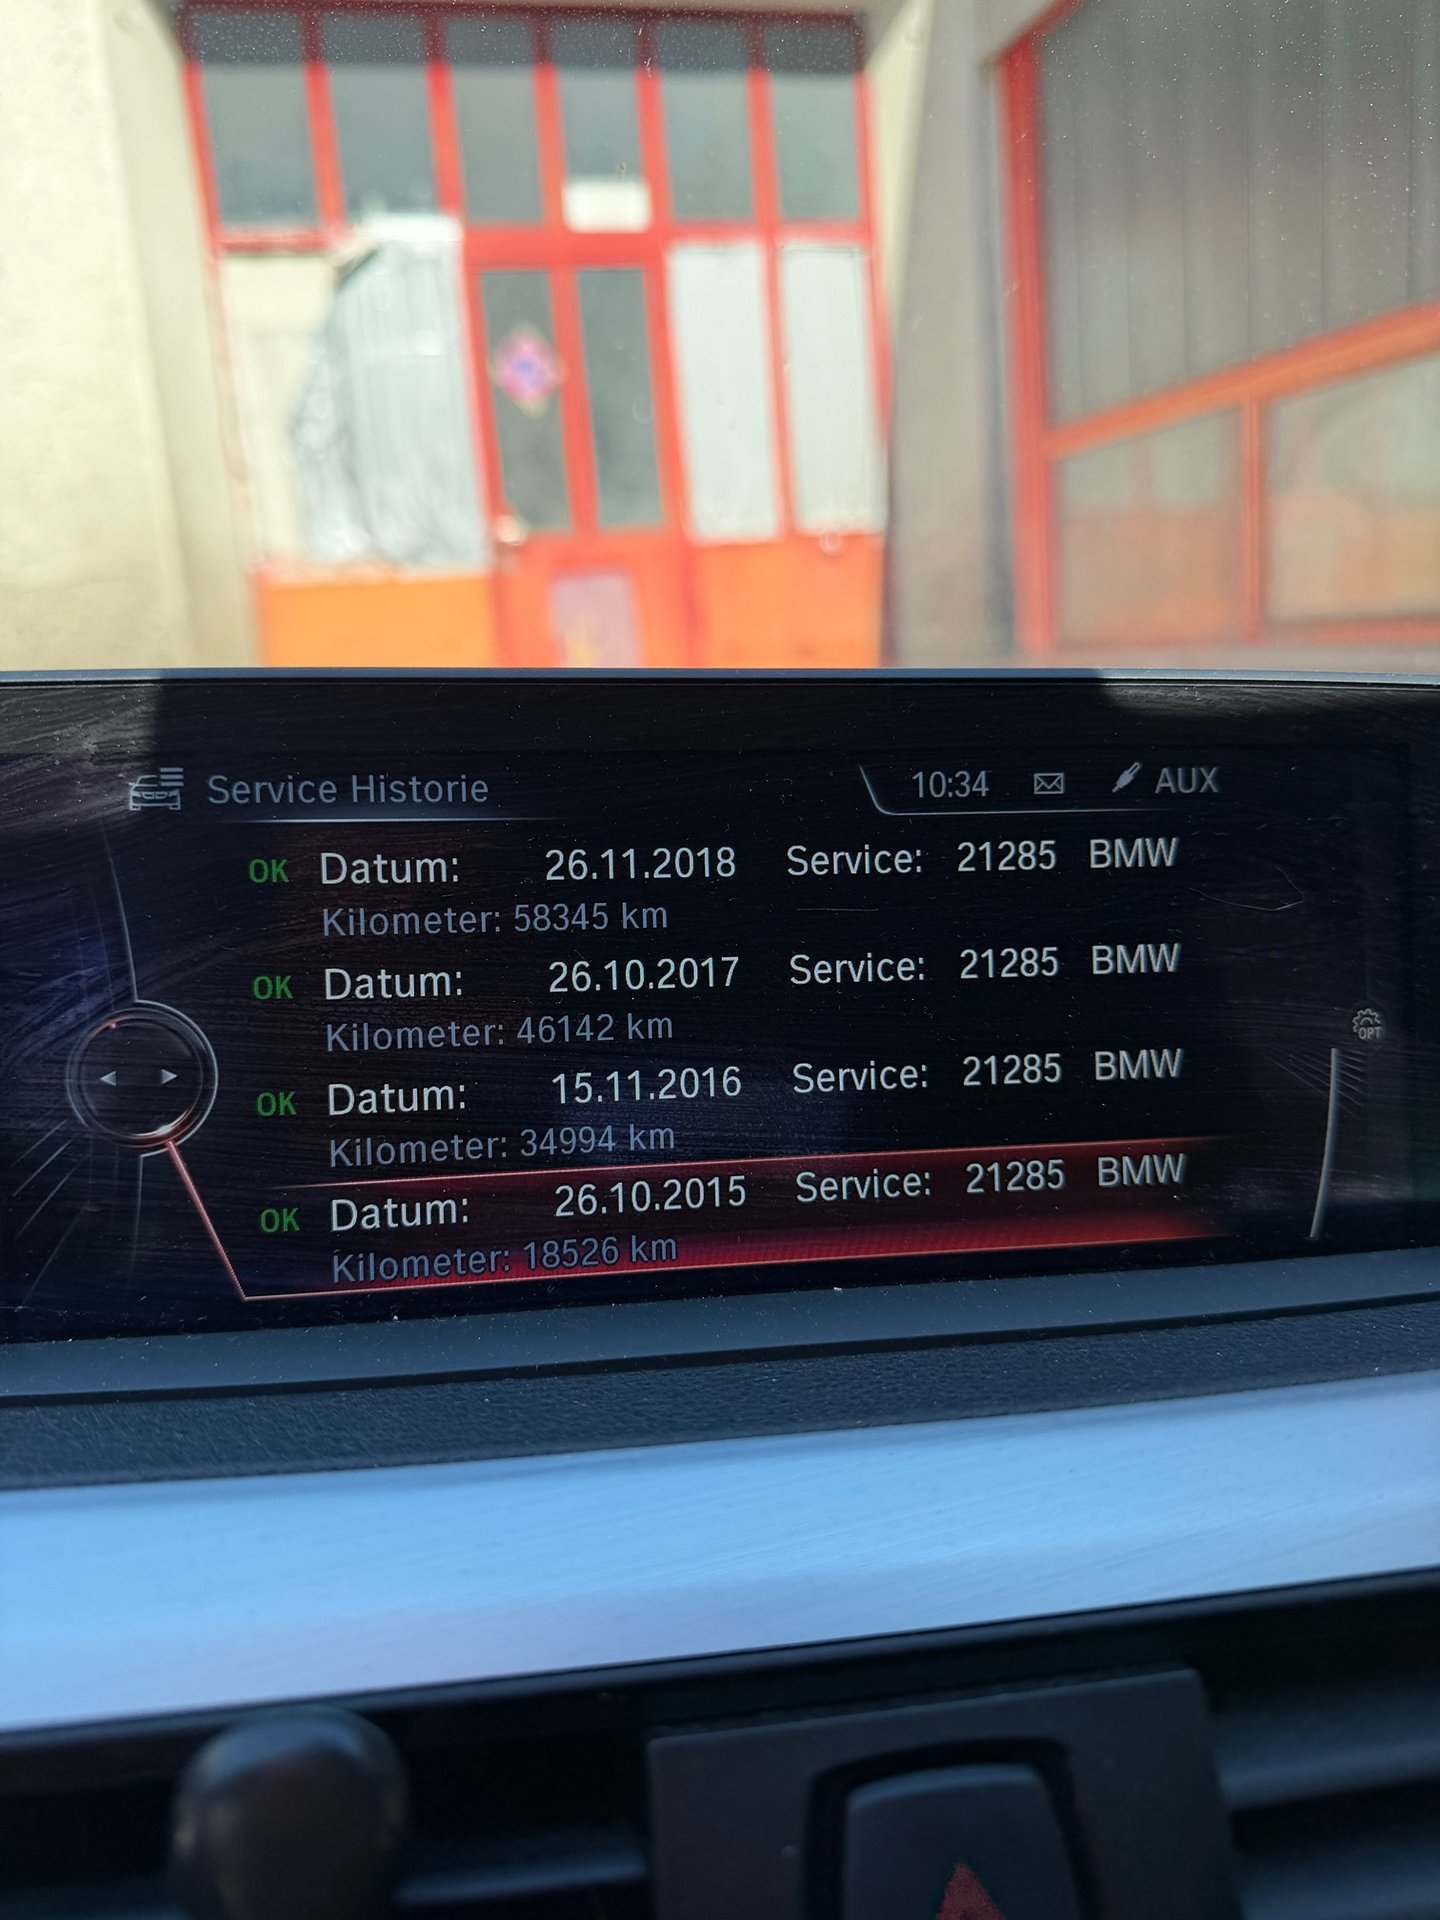 Service Historie 10:34 AUX
OK Datum: 26.11.2018 Service: 21285 BMW
Kilometer: 58345 km
OK Datum: 26.10.2017 Service: 21285 BMW
Kilometer: 46142 km
OPT
OK Datum: 15.11.2016 Service: 21285 BMW
Kilometer: 34994 km
OK Datum: 26.10.2015 Service: 21285 BMW
Kilometer: 18526 km